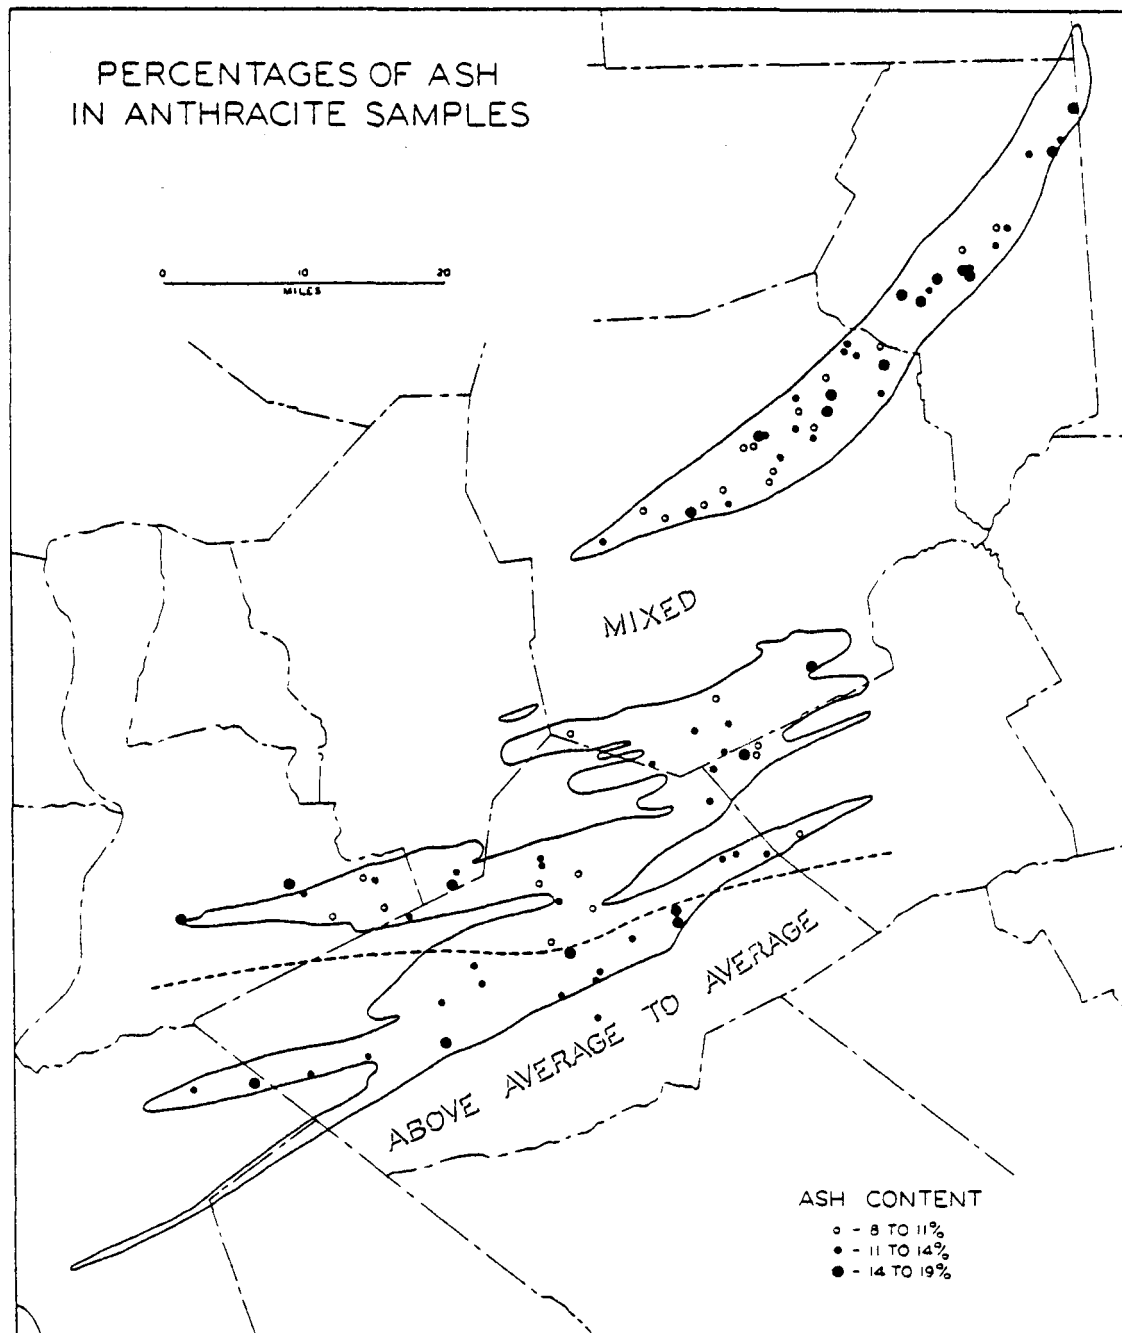 PERCENTAGES OF ASH
IN ANTHRACITE SAMPLES
0 10 20
MILES
MIXED
ABOVE AVERAGE TO AVERAGE
ASH CONTENT
- 8 TO 11%
- 11 TO 14%
- 14 TO 19%